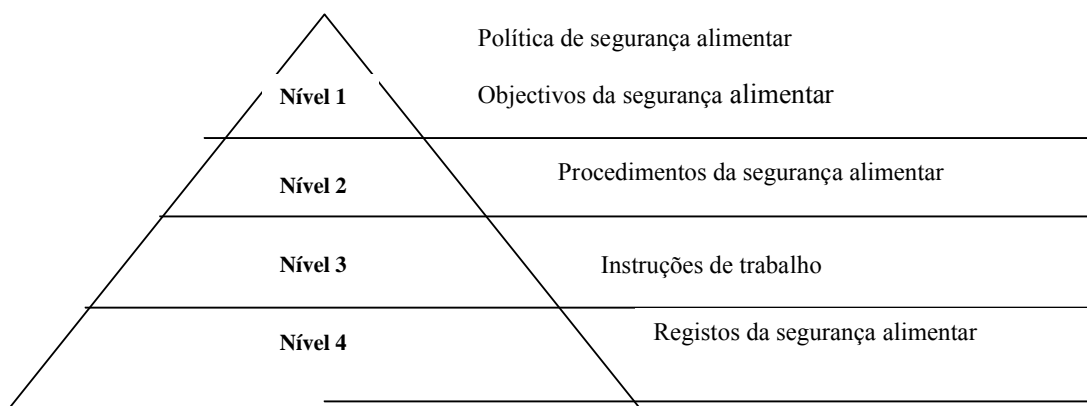 Política de segurança alimentar
Nível 1
Objectivos da segurança alimentar
Procedimentos da segurança alimentar
Nível 2
Nível 3
Instruções de trabalho
Registos da segurança alimentar
Nível 4